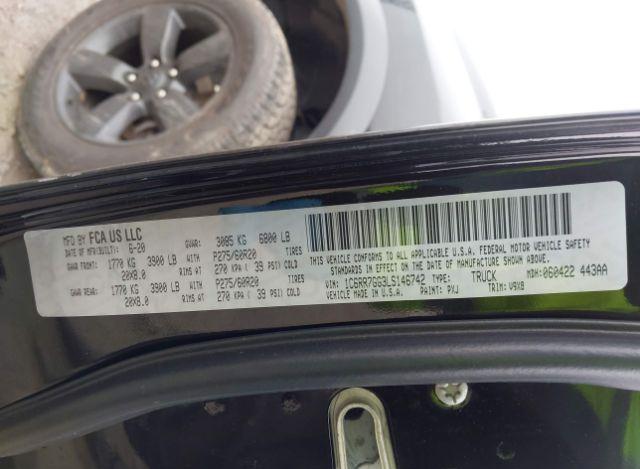 MFD BY FCA US LLC
DATE OF MFR(BUILT): 6-20 GVWR: 3085 KG 6800 LB
GAWR FRONT: 1770 KG 3900 LB WITH P275/60R20 TIRES
20X8.0 RIMS AT 270 KPA ( 39 PSI) COLD
GAWR REAR: 1770 KG 3900 LB WITH P275/60R20 TIRES
20X8.0 RIMS AT 270 KPA ( 39 PSI) COLD
THIS VEHICLE CONFORMS TO ALL APPLICABLE U.S.A. FEDERAL MOTOR VEHICLE SAFETY
STANDARDS IN EFFECT ON THE DATE OF MANUFACTURE SHOWN ABOVE.
VIN: 1C6RR7GG3LS146742 TYPE: TRUCK MDH: 060422 443AA
VEHICLE MADE IN U.S.A. PAINT: PXJ TRIM: V9X8